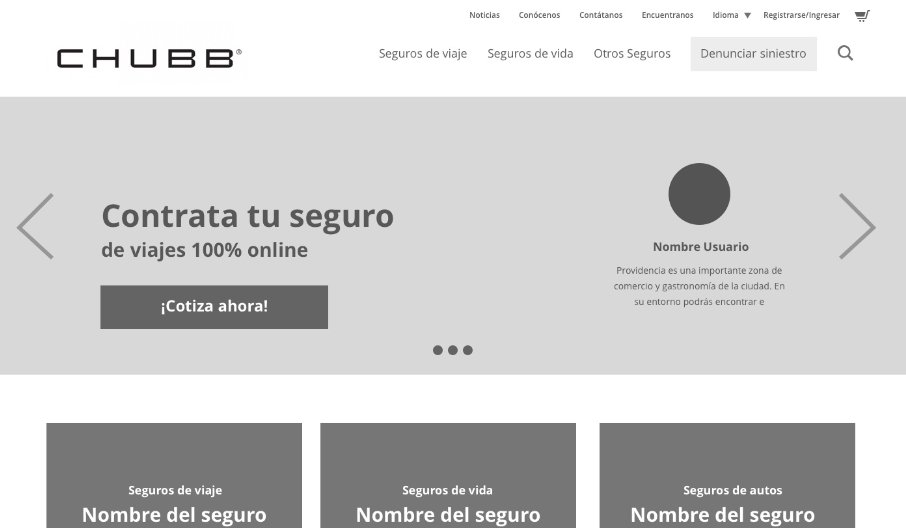 Noticias Conócenos Contátanos Encuentranos Idioma Registrarse/Ingresar
CHUBB®
Seguros de viaje Seguros de vida Otros Seguros Denunciar siniestro
Contrata tu seguro
de viajes 100% online
¡Cotiza ahora!
Nombre Usuario
Providencia es una importante zona de
comercio y gastronomía de la ciudad. En
su entorno podrás encontrar e
Seguros de viaje
Nombre del seguro
Seguros de vida
Nombre del seguro
Seguros de autos
Nombre del seguro